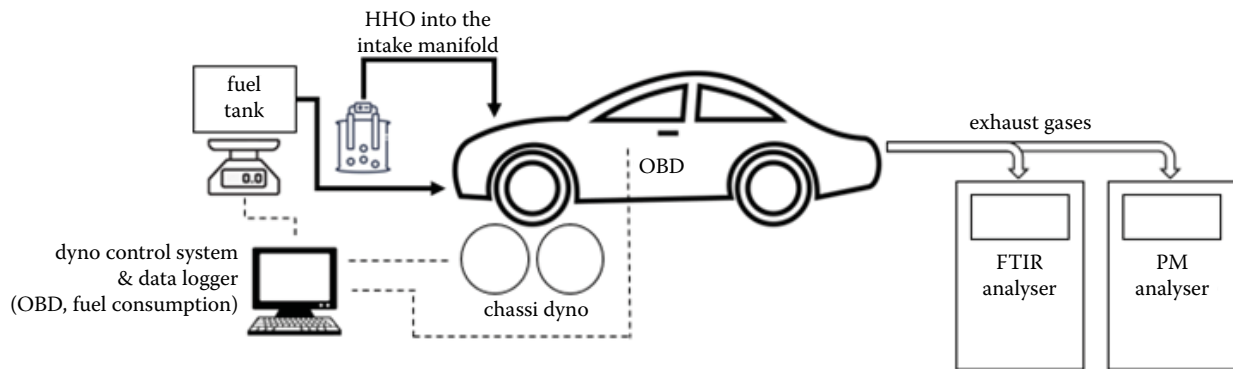 HHO into the
intake manifold
fuel
tank
0.0
exhaust gases
OBD
FTIR
analyser
PM
analyser
dyno control system
& data logger
(OBD, fuel consumption)
chassi dyno